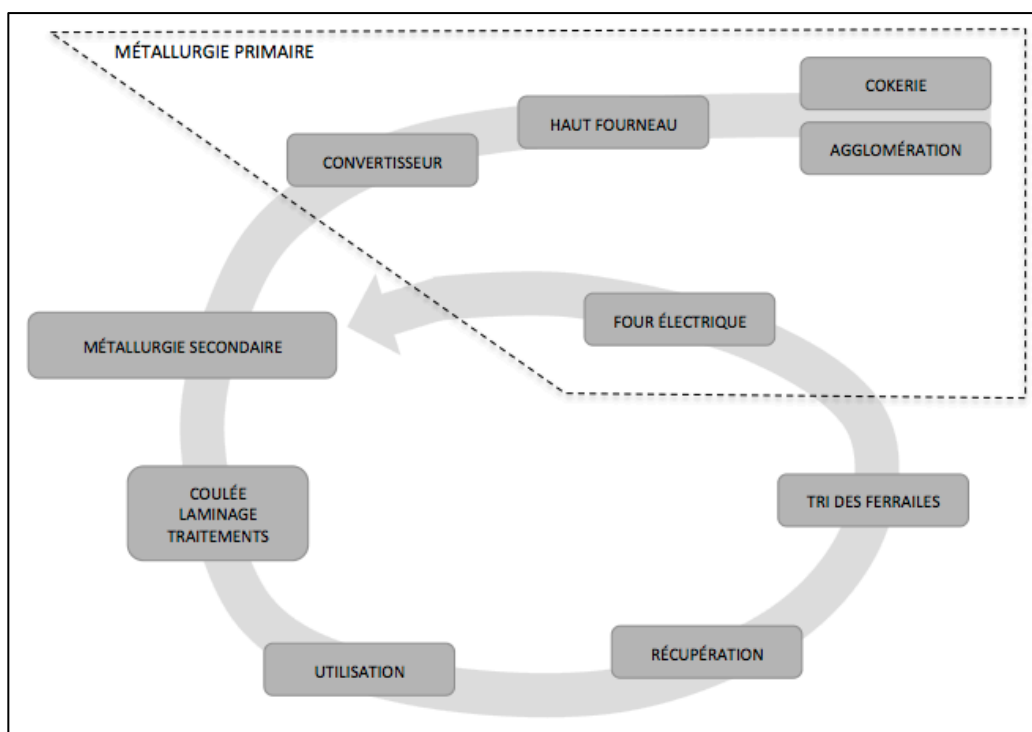 MÉTALLURGIE PRIMAIRE
COKERIE
HAUT FOURNEAU
AGGLOMÉRATION
CONVERTISSEUR
FOUR ÉLECTRIQUE
MÉTALLURGIE SECONDAIRE
COULÉE
LAMINAGE
TRAITEMENTS
TRI DES FERRAILES
RÉCUPÉRATION
UTILISATION